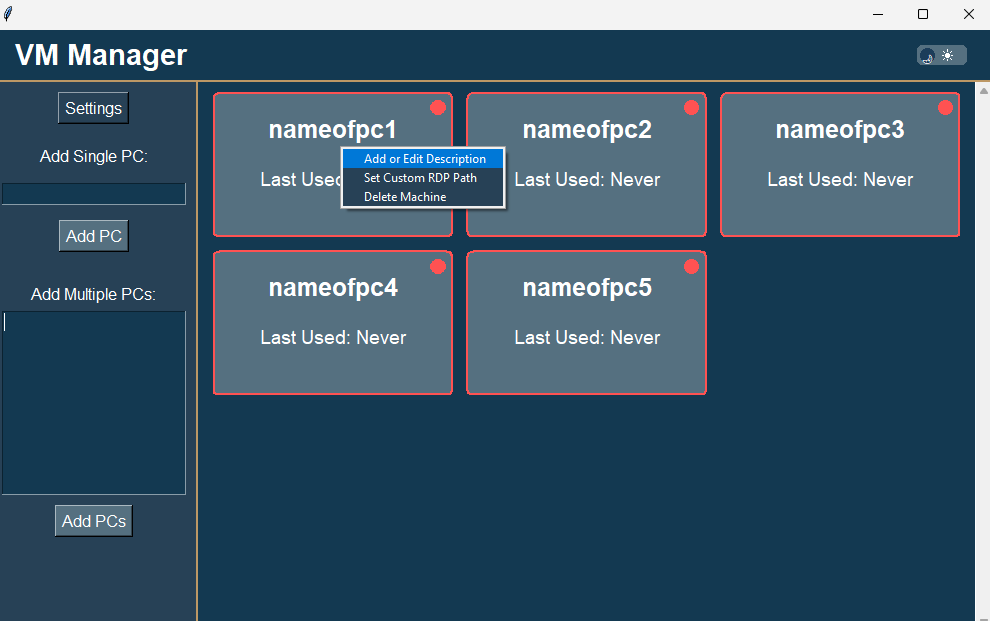 VM Manager
Settings
Add Single PC:
Add PC
Add Multiple PCs:
Add PCs
nameofpc1
Last Used
Add or Edit Description
Set Custom RDP Path
Delete Machine
nameofpc2
Last Used: Never
nameofpc3
Last Used: Never
nameofpc4
Last Used: Never
nameofpc5
Last Used: Never